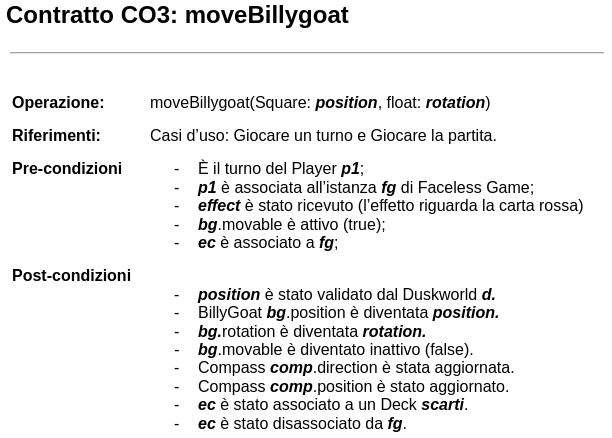 Contratto CO3: moveBillygoat
Operazione: moveBillygoat(Square: position, float: rotation)
Riferimenti: Casi d'uso: Giocare un turno e Giocare la partita.
Pre-condizioni - È il turno del Player p1;
- p1 è associata all'istanza fg di Faceless Game;
- effect è stato ricevuto (l'effetto riguarda la carta rossa)
- bg.movable è attivo (true);
- ec è associato a fg;
Post-condizioni
- position è stato validato dal Duskworld d.
- BillyGoat bg.position è diventata position.
- bg.rotation è diventata rotation.
- bg.movable è diventato inattivo (false).
- Compass comp.direction è stata aggiornata.
- Compass comp.position è stato aggiornato.
- ec è stato associato a un Deck scarti.
- ec è stato disassociato da fg.